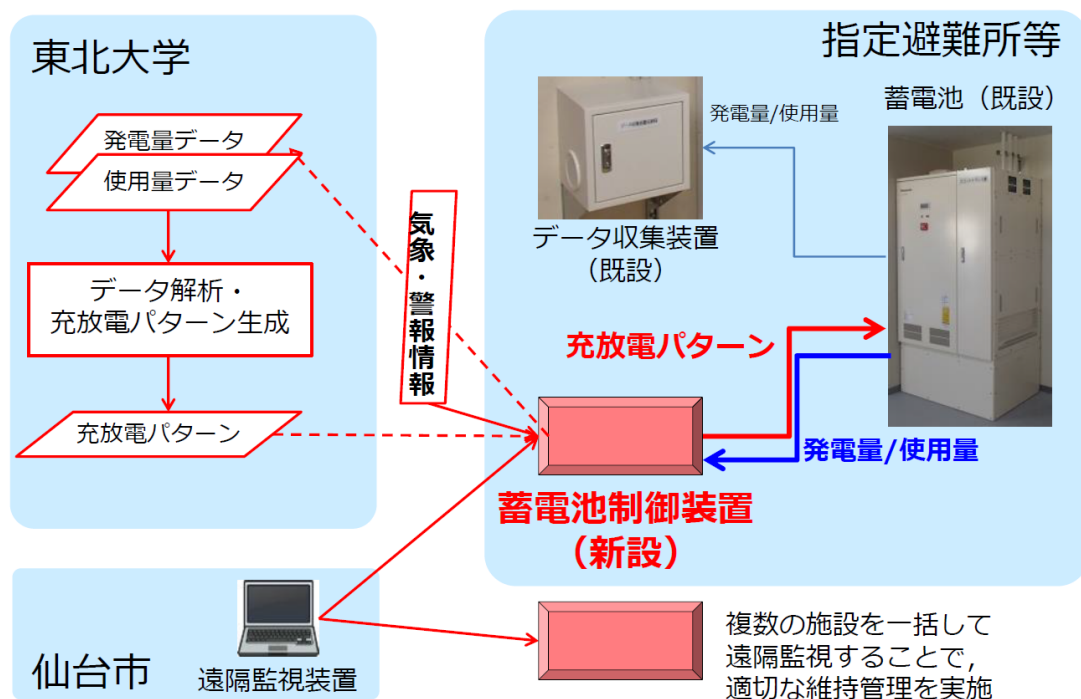 東北大学
発電量データ
使用量データ
データ解析・
充放電パターン生成
充放電パターン
気象・警報情報
指定避難所等
蓄電池（既設）
発電量/使用量
データ収集装置
（既設）
充放電パターン
発電量/使用量
蓄電池制御装置
（新設）
仙台市
遠隔監視装置
複数の施設を一括して
遠隔監視することで，
適切な維持管理を実施